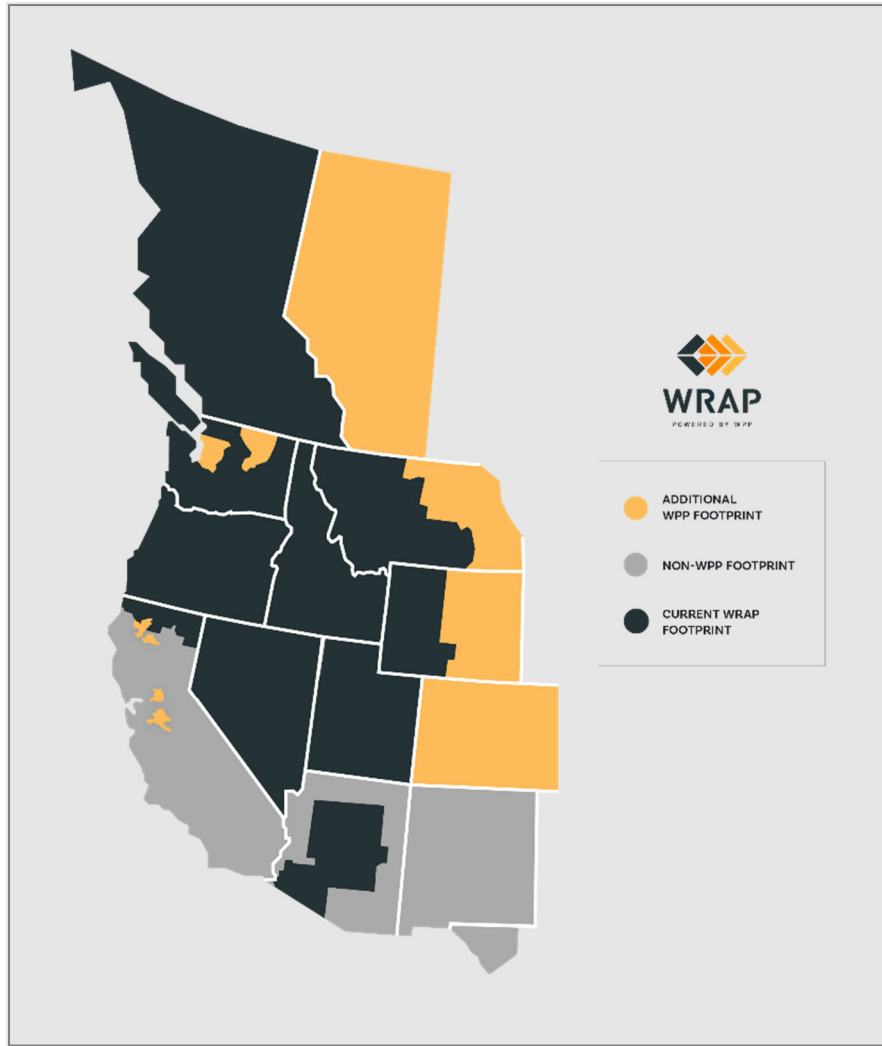 WRAP
POWERED BY WPP
ADDITIONAL
WPP FOOTPRINT
NON-WPP FOOTPRINT
CURRENT WRAP
FOOTPRINT